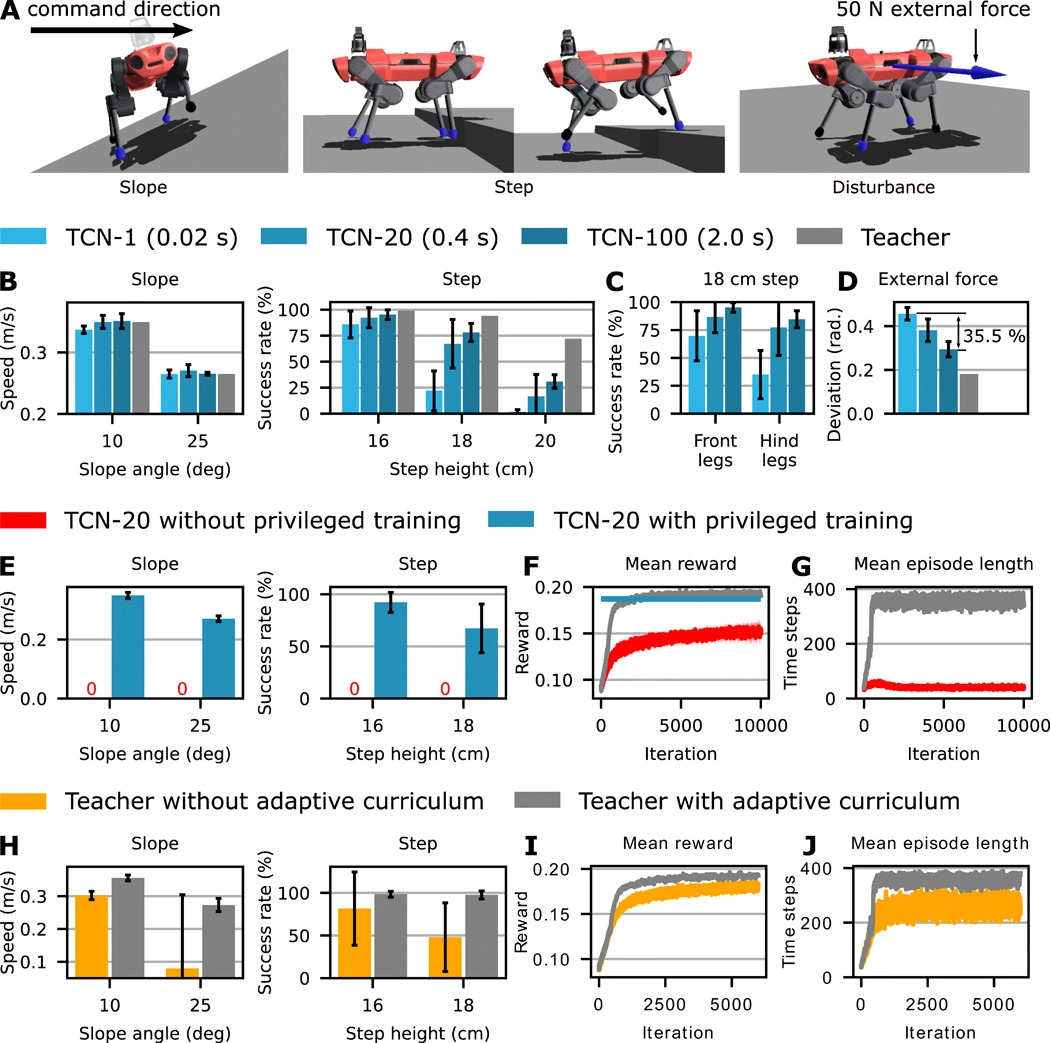 A command direction
50 N external force
Slope
Step
Disturbance
TCN-1 (0.02 s) TCN-20 (0.4 s) TCN-100 (2.0 s) Teacher
B Slope
Speed (m/s)
0.3
0.2
10 25
Slope angle (deg)
Step
Success rate (%)
100
75
50
25
0
16 18 20
Step height (cm)
C 18 cm step
Success rate (%)
100
75
50
25
0
Front legs
Hind legs
D External force
Deviation (rad.)
0.4
0.2
0.0
35.5 %
TCN-20 without privileged training TCN-20 with privileged training
E Slope
Speed (m/s)
0.2
0.0
0 0
10 25
Slope angle (deg)
Step
Success rate (%)
100
50
0
0 0
16 18
Step height (cm)
F Mean reward
Reward
0.20
0.15
0.10
0 5000 10000
Iteration
G Mean episode length
Time steps
400
200
0
0 5000 10000
Iteration
Teacher without adaptive curriculum Teacher with adaptive curriculum
H Slope
Speed (m/s)
0.3
0.2
0.1
10 25
Slope angle (deg)
Step
Success rate (%)
100
50
0
16 18
Step height (cm)
I Mean reward
Reward
0.20
0.15
0.10
0 2500 5000
Iteration
J Mean episode length
Time steps
400
200
0
0 2500 5000
Iteration